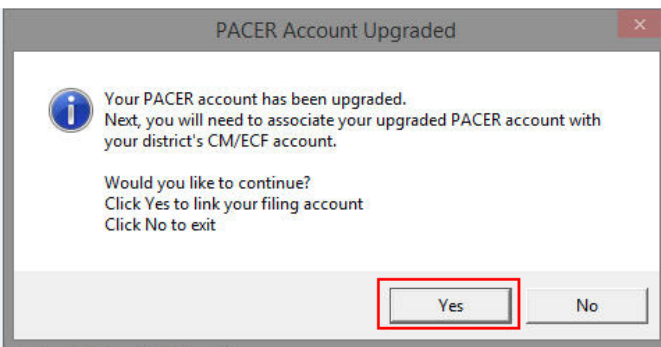 PACER Account Upgraded
Your PACER account has been upgraded.
Next, you will need to associate your upgraded PACER account with
your district's CM/ECF account.
Would you like to continue?
Click Yes to link your filing account
Click No to exit
Yes No